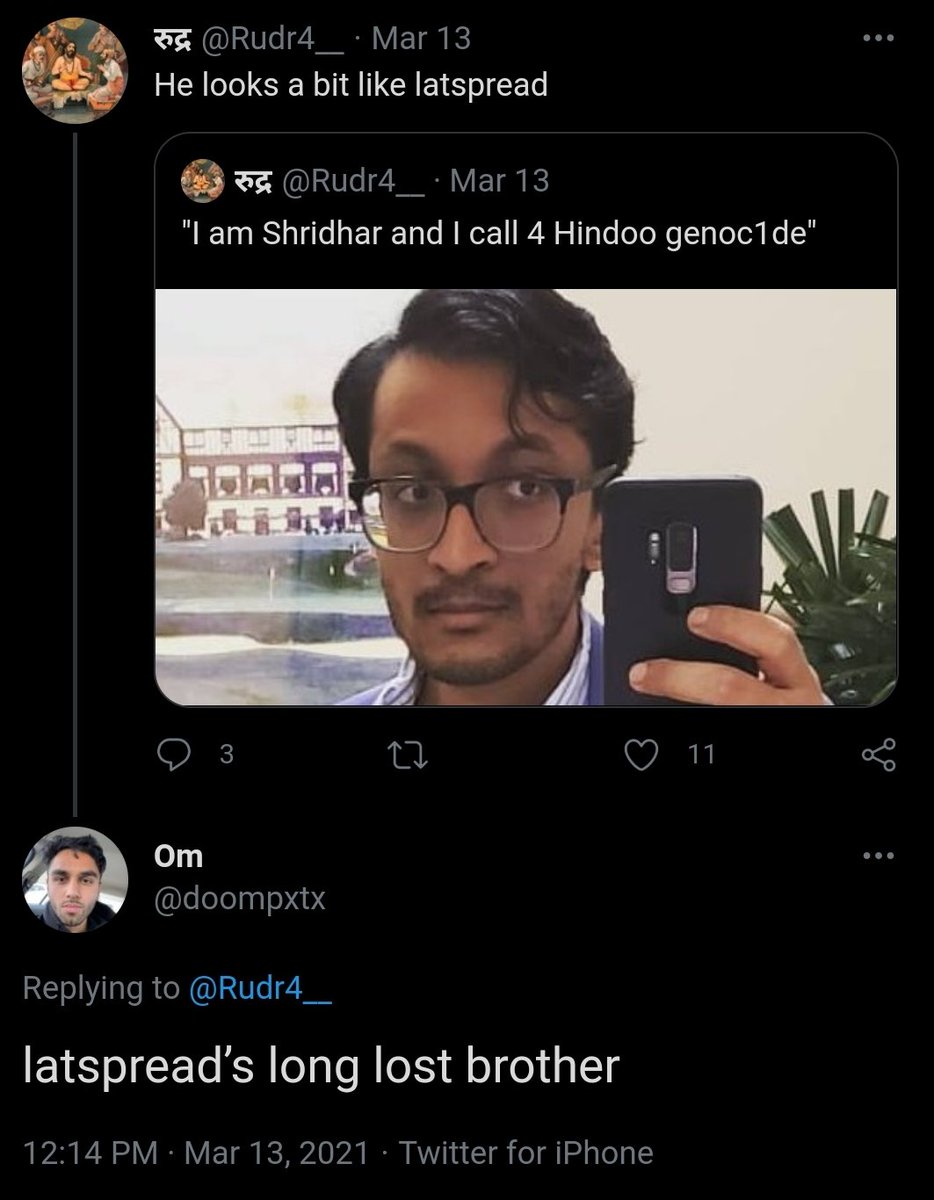 रुद्र @Rudr4__ · Mar 13
He looks a bit like latspread
रुद्र @Rudr4__ · Mar 13
"I am Shridhar and I call 4 Hindoo genoc1de"
3
11
Om
@doompxtx
Replying to @Rudr4__
latspread’s long lost brother
12:14 PM · Mar 13, 2021 · Twitter for iPhone